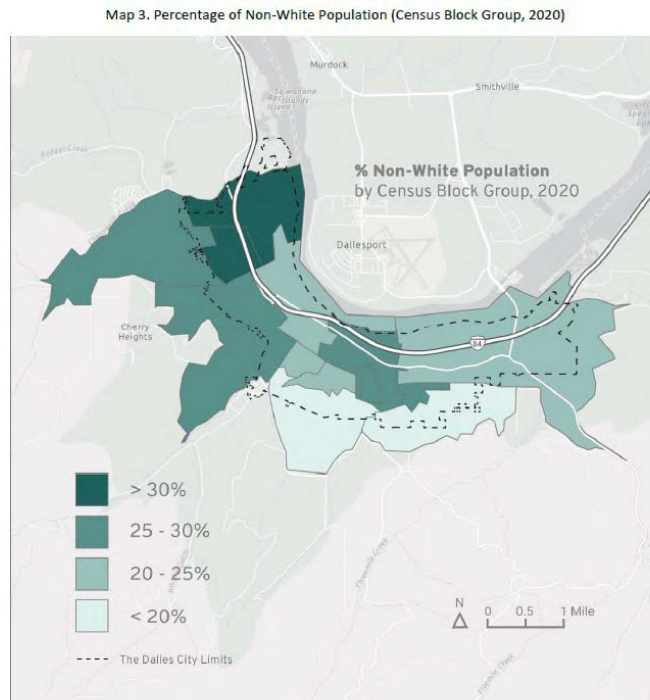 Map 3. Percentage of Non-White Population (Census Block Group, 2020)
Murdock
Smithville
% Non-White Population
by Census Block Group, 2020
Dallesport
Cherry
Heights
84
> 30%
25 - 30%
20 - 25%
< 20%
The Dalles City Limits
N
0 0.5 1 Mile